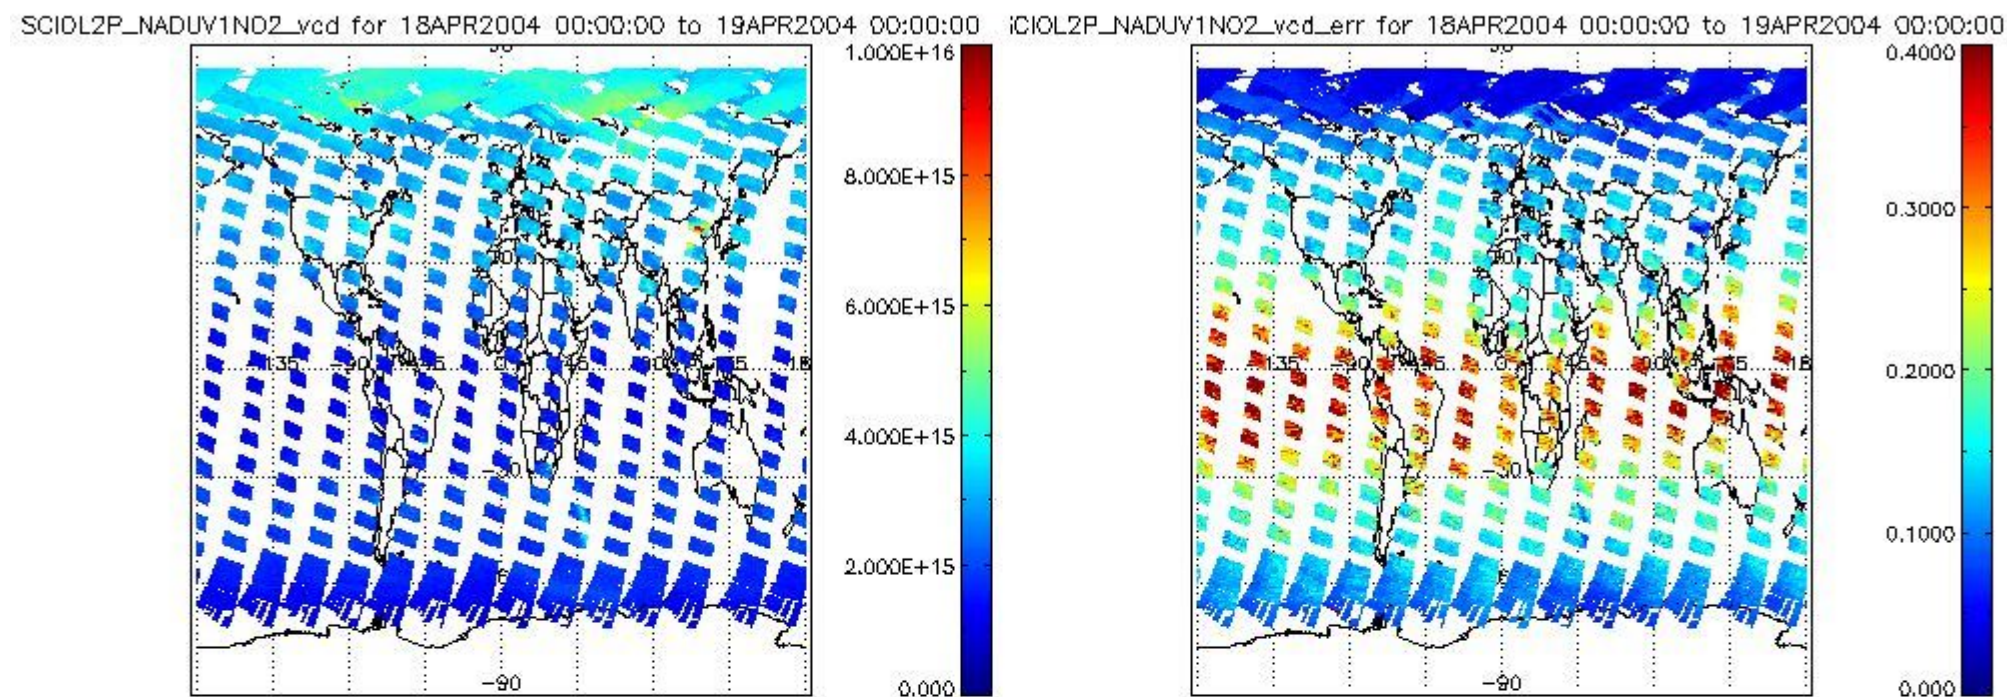 SCIOL2P_NADUV1NO2_vcd for 18APR2004 00:00:00 to 19APR2004 00:00:00
CIOL2P_NADUV1NO2_vcd_err for 18APR2004 00:00:00 to 19APR2004 00:00:00
1.000E+16
8.000E+15
6.000E+15
4.000E+15
2.000E+15
0.000
-90
0.4000
0.3000
0.2000
0.1000
0.000
-90